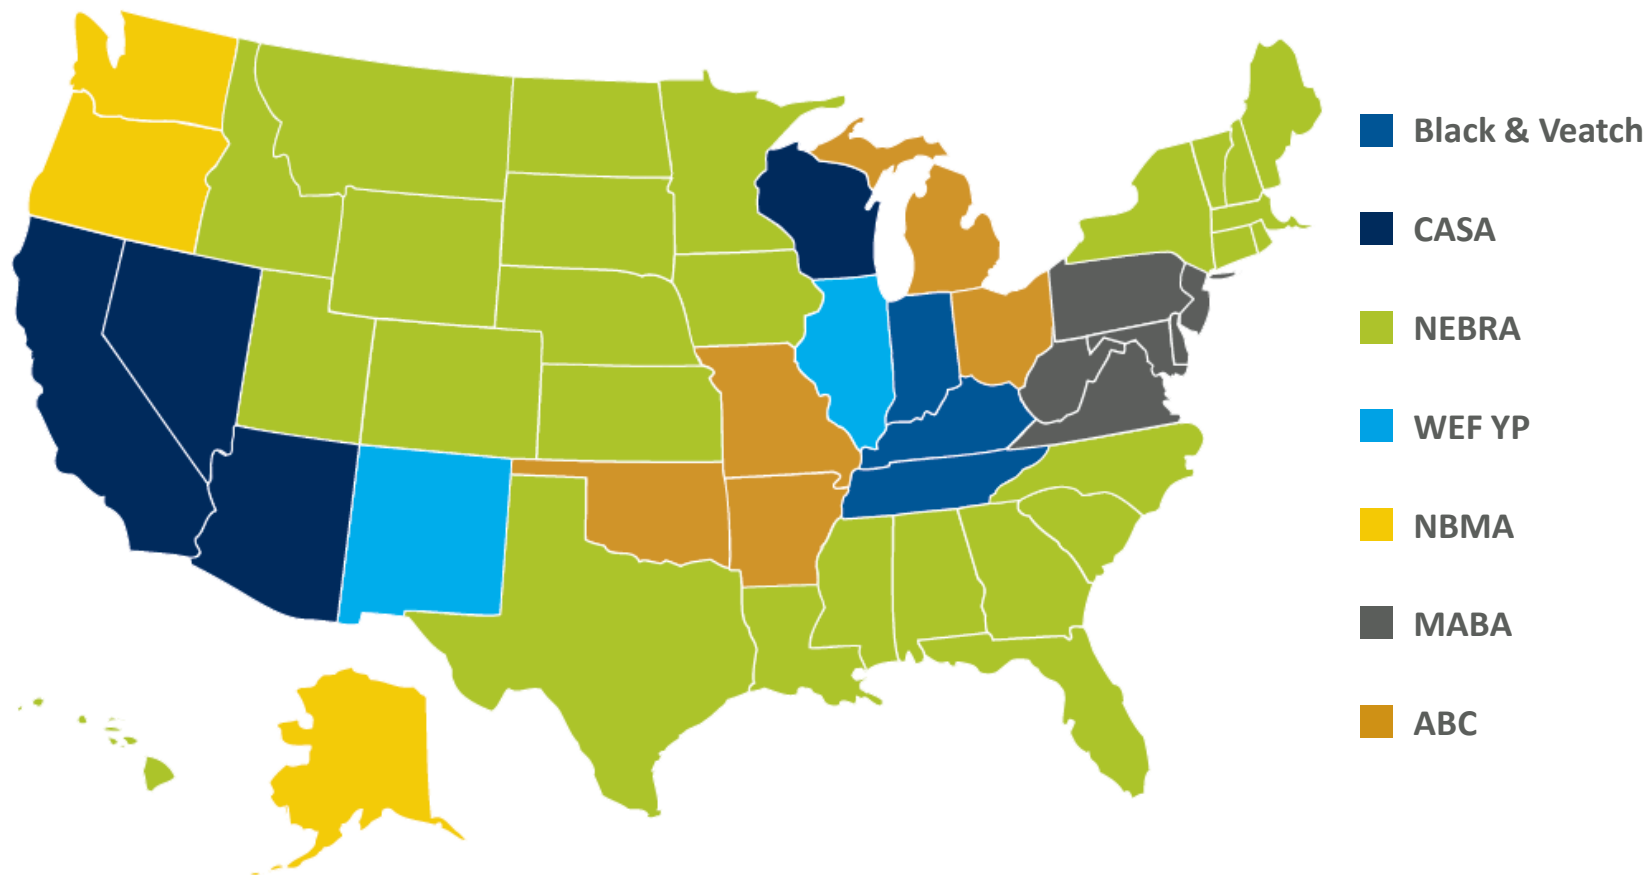 Black & Veatch
CASA
NEBRA
WEF YP
NBMA
MABA
ABC